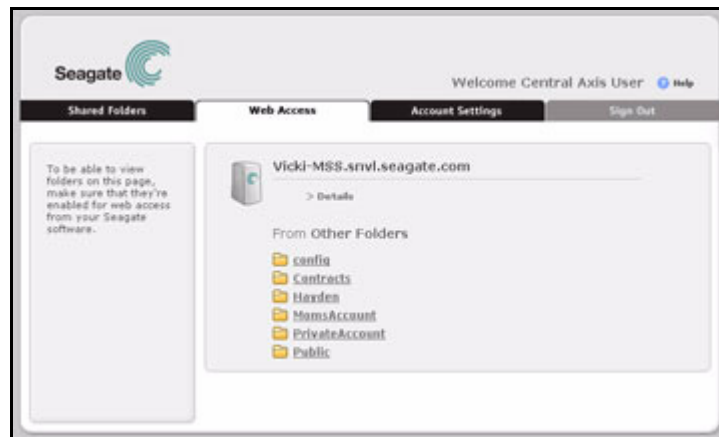 Seagate
Welcome Central Axis User
Help
Shared Folders
Web Access
Account Settings
Sign Out
To be able to view
folders on this page,
make sure that they're
enabled for web access
from your Seagate
software.
Vicki-MSS.snvl.seagate.com
> Details
From Other Folders
config
Contracts
Hayden
MomsAccount
PrivateAccount
Public